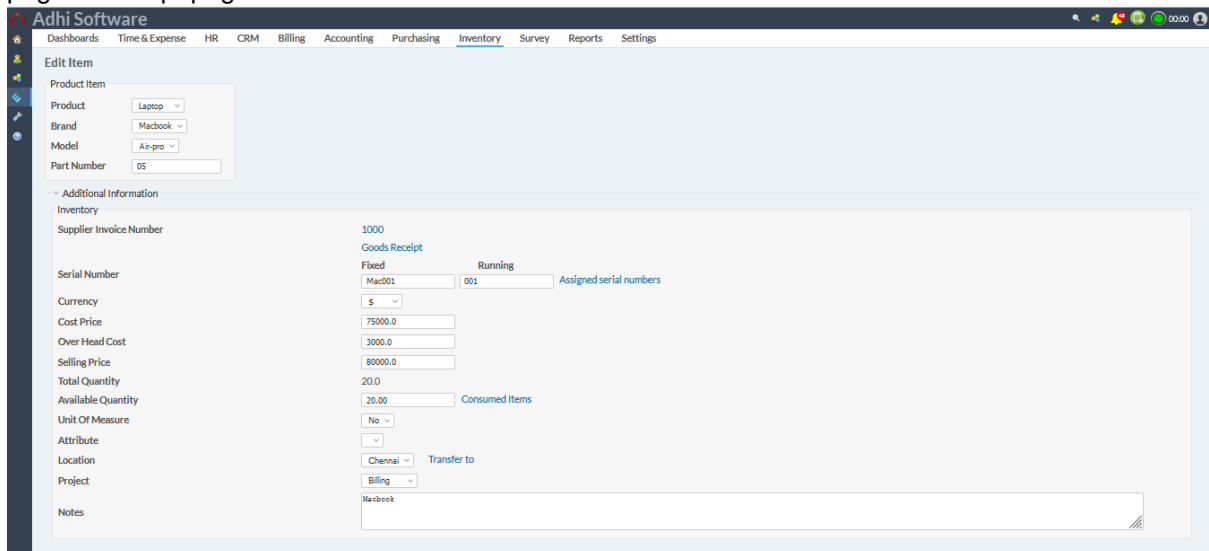 Adhi Software
00:00
Dashboards Time & Expense HR CRM Billing Accounting Purchasing Inventory Survey Reports Settings
Edit Item
Product Item
Product Laptop
Brand Macbook
Model Air-pro
Part Number 05
Additional Information
Inventory
Supplier Invoice Number 1000
Goods Receipt
Fixed Running
Serial Number Mac001 001 Assigned serial numbers
Currency $
Cost Price 75000.0
Over Head Cost 3000.0
Selling Price 80000.0
Total Quantity 20.0
Available Quantity 20.00 Consumed Items
Unit Of Measure No
Attribute
Location Chennai Transfer to
Project Billing
Notes Macbook